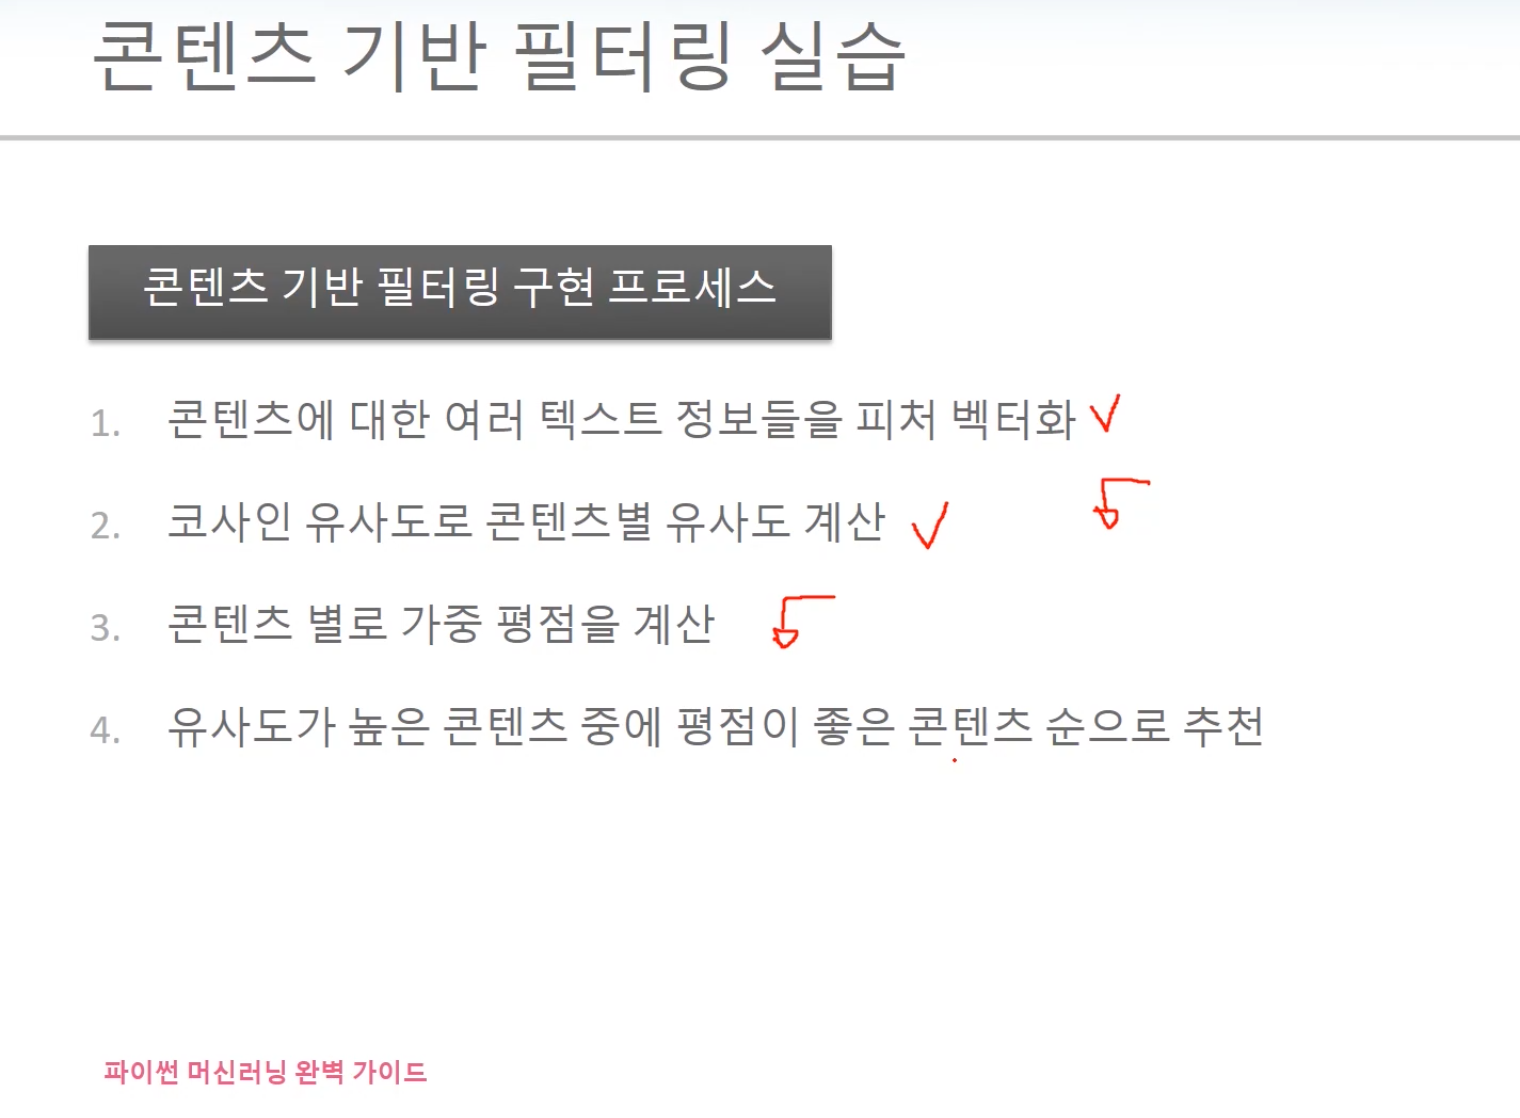 콘텐츠 기반 필터링 실습
콘텐츠 기반 필터링 구현 프로세스
1. 콘텐츠에 대한 여러 텍스트 정보들을 피처 벡터화
2. 코사인 유사도로 콘텐츠별 유사도 계산
3. 콘텐츠 별로 가중 평점을 계산
4. 유사도가 높은 콘텐츠 중에 평점이 좋은 콘텐츠 순으로 추천
파이썬 머신러닝 완벽 가이드